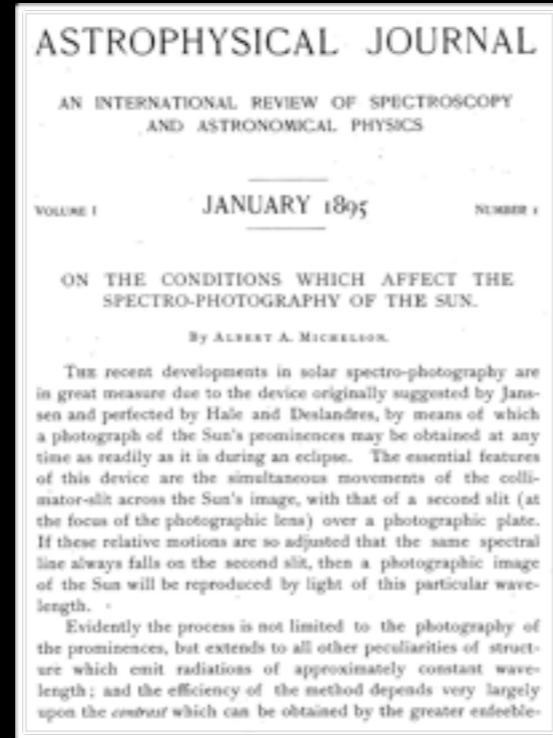 ASTROPHYSICAL JOURNAL
AN INTERNATIONAL REVIEW OF SPECTROSCOPY
AND ASTRONOMICAL PHYSICS
VOLUME I JANUARY 1895 NUMBER 1
ON THE CONDITIONS WHICH AFFECT THE
SPECTRO-PHOTOGRAPHY OF THE SUN.
By ALBERT A. MICHELSON.
THE recent developments in solar spectro-photography are
in great measure due to the device originally suggested by Jans-
sen and perfected by Hale and Deslandres, by means of which
a photograph of the Sun's prominences may be obtained at any
time as readily as it is during an eclipse. The essential features
of this device are the simultaneous movements of the colli-
mator-slit across the Sun's image, with that of a second slit (at
the focus of the photographic lens) over a photographic plate.
If these relative motions are so adjusted that the same spectral
line always falls on the second slit, then a photographic image
of the Sun will be reproduced by light of this particular wave-
length.
Evidently the process is not limited to the photography of
the prominences, but extends to all other peculiarities of struct-
ure which emit radiations of approximately constant wave-
length; and the efficiency of the method depends very largely
upon the contrast which can be obtained by the greater enfeeble-